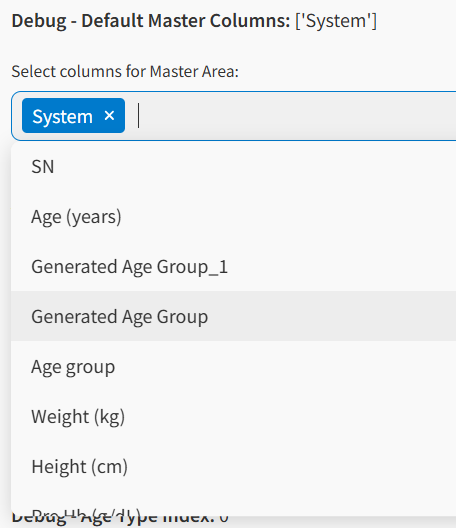 Debug - Default Master Columns: ['System']
Select columns for Master Area:
System ×
SN
Age (years)
Generated Age Group_1
Generated Age Group
Age group
Weight (kg)
Height (cm)
Debug - Age Type Index: 0